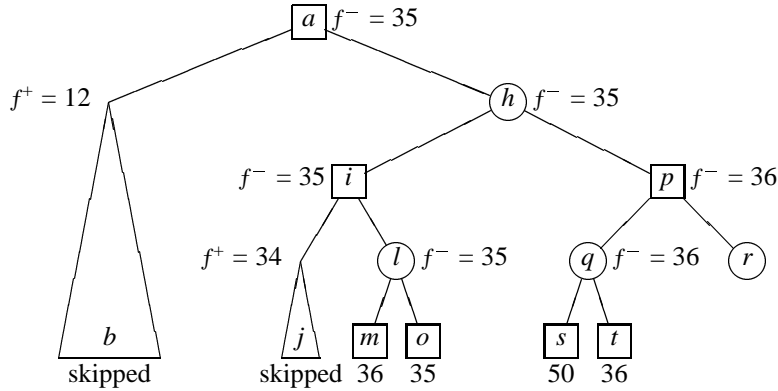 a f⁻ = 35
f⁺ = 12 h f⁻ = 35
f⁻ = 35 i p f⁻ = 36
f⁺ = 34 l f⁻ = 35 q f⁻ = 36 r
b j m o s t
skipped skipped 36 35 50 36